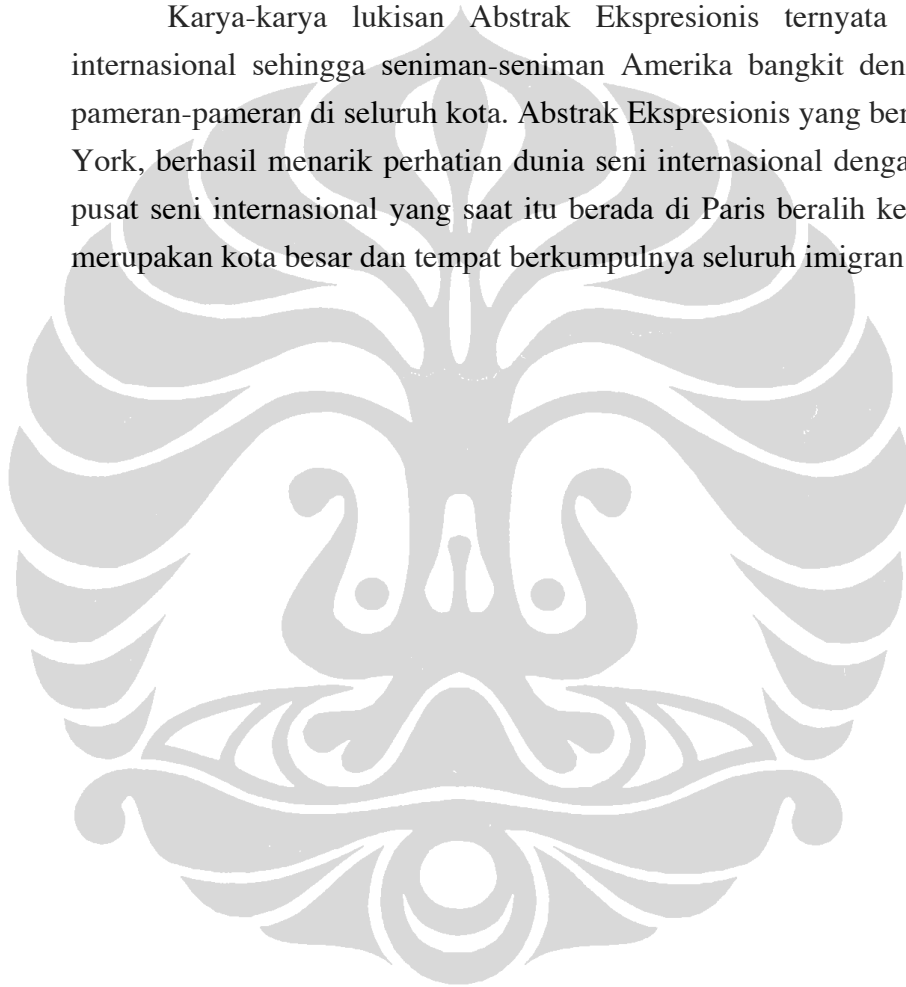 Karya-karya lukisan Abstrak Ekspresionis ternyata
internasional sehingga seniman-seniman Amerika bangkit den
pameran-pameran di seluruh kota. Abstrak Ekspresionis yang ber
York, berhasil menarik perhatian dunia seni internasional denga
pusat seni internasional yang saat itu berada di Paris beralih ke
merupakan kota besar dan tempat berkumpulnya seluruh imigran